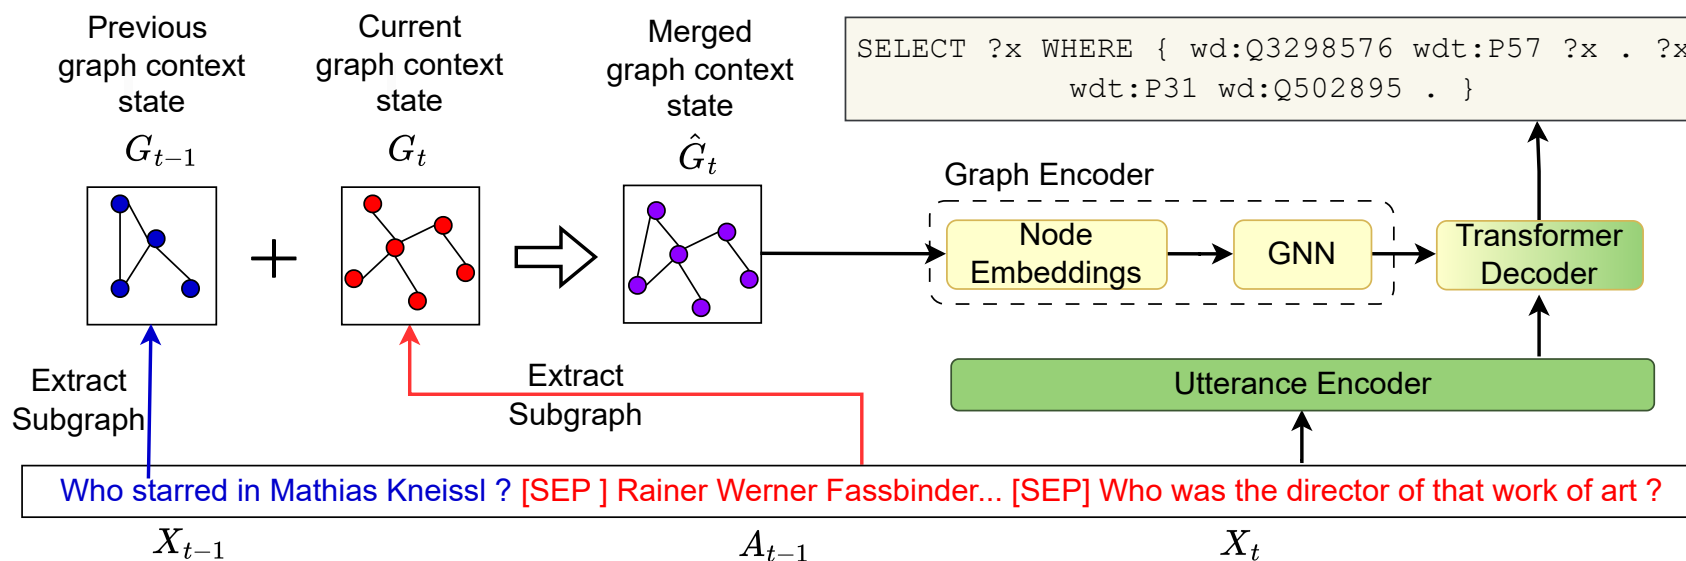 Previous
graph context
state
G_{t-1}
Current
graph context
state
G_t
Merged
graph context
state
Ĝ_t
SELECT ?x WHERE { wd:Q3298576 wdt:P57 ?x . ?x
wdt:P31 wd:Q502895 . }
Graph Encoder
Node
Embeddings
GNN
Transformer
Decoder
Extract
Subgraph
Extract
Subgraph
Utterance Encoder
Who starred in Mathias Kneissl ? [SEP ] Rainer Werner Fassbinder... [SEP] Who was the director of that work of art ?
X_{t-1}
A_{t-1}
X_t